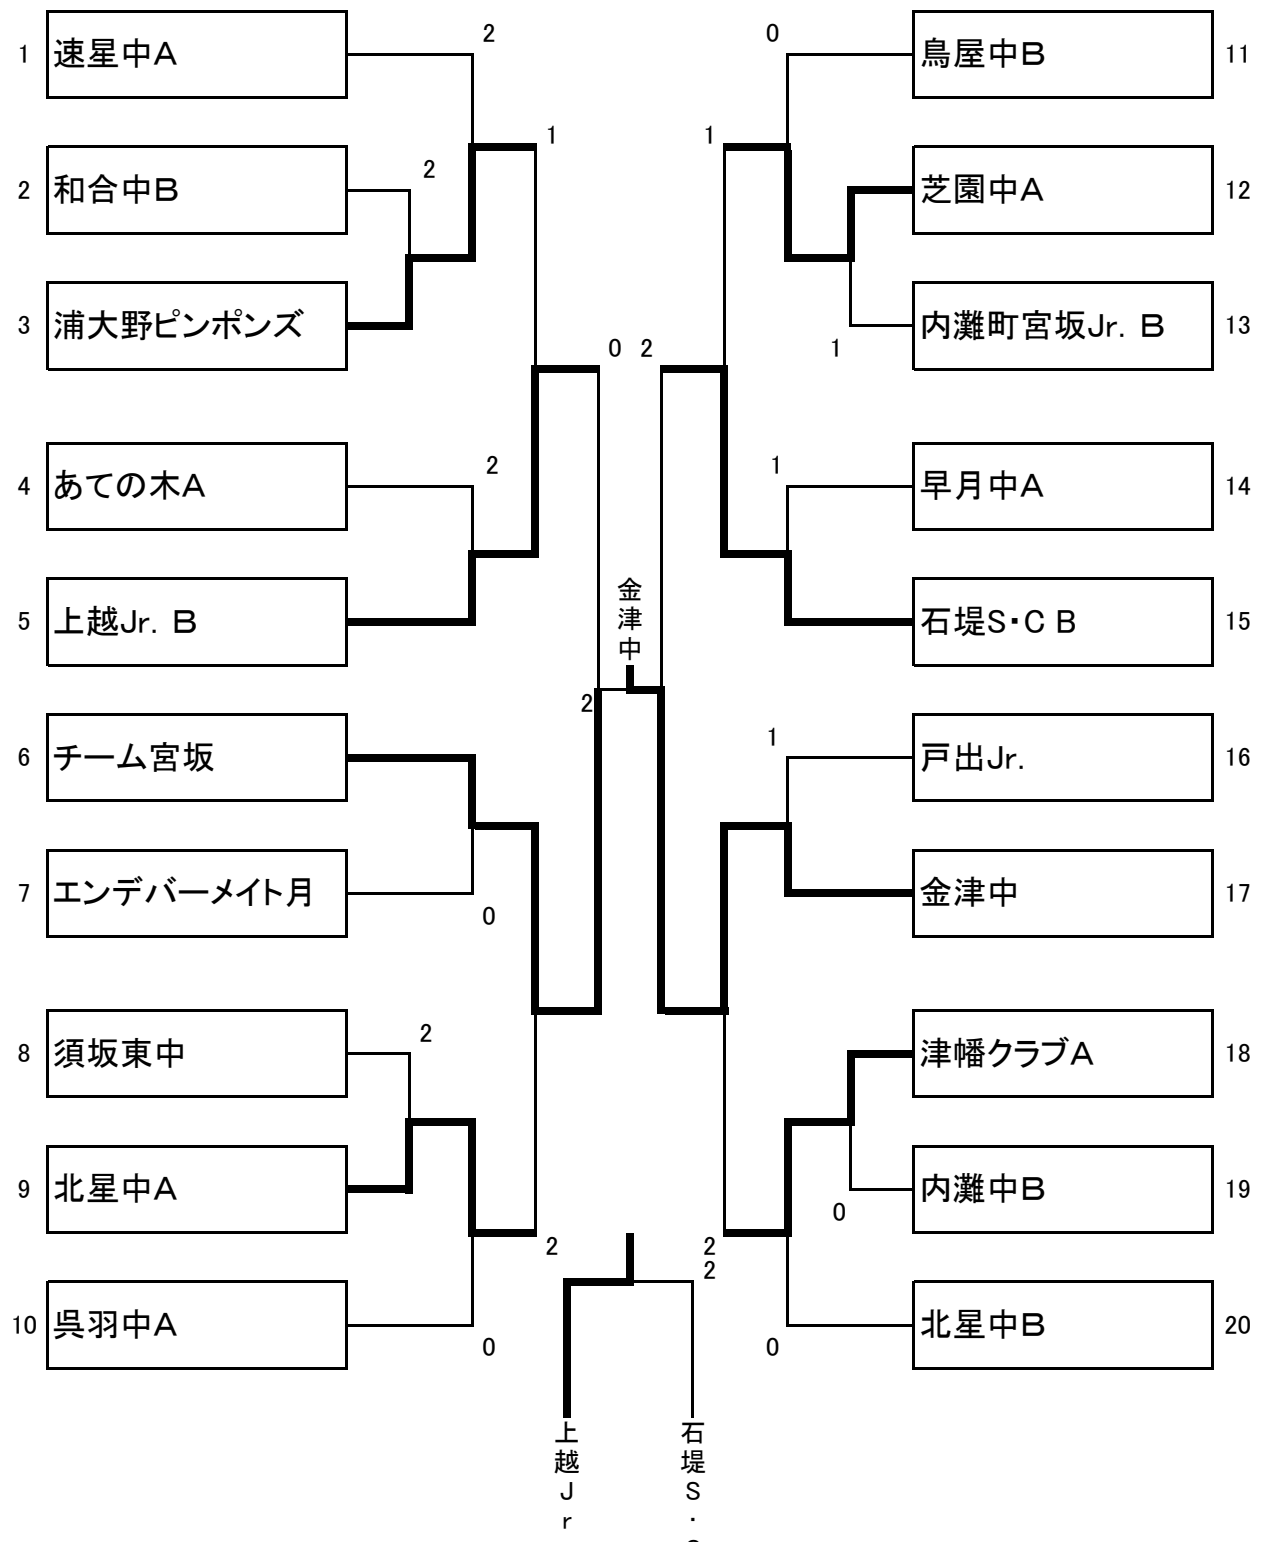 1 速星中A
2
2 和合中B
2
1
3 浦大野ピンポンズ
4 あての木A
2
5 上越Jr. B
6 チーム宮坂
7 エンデバーメイト月
0
8 須坂東中
2
9 北星中A
2
10 呉羽中A
0
0 2
金津中
2
0
鳥屋中B 11
1
芝園中A 12
内灘町宮坂Jr. B 13
1
1
早月中A 14
石堤S・C B 15
1
戸出Jr. 16
金津中 17
津幡クラブA 18
内灘中B 19
0
2
2
北星中B 20
0
上越Jr
石堤S・